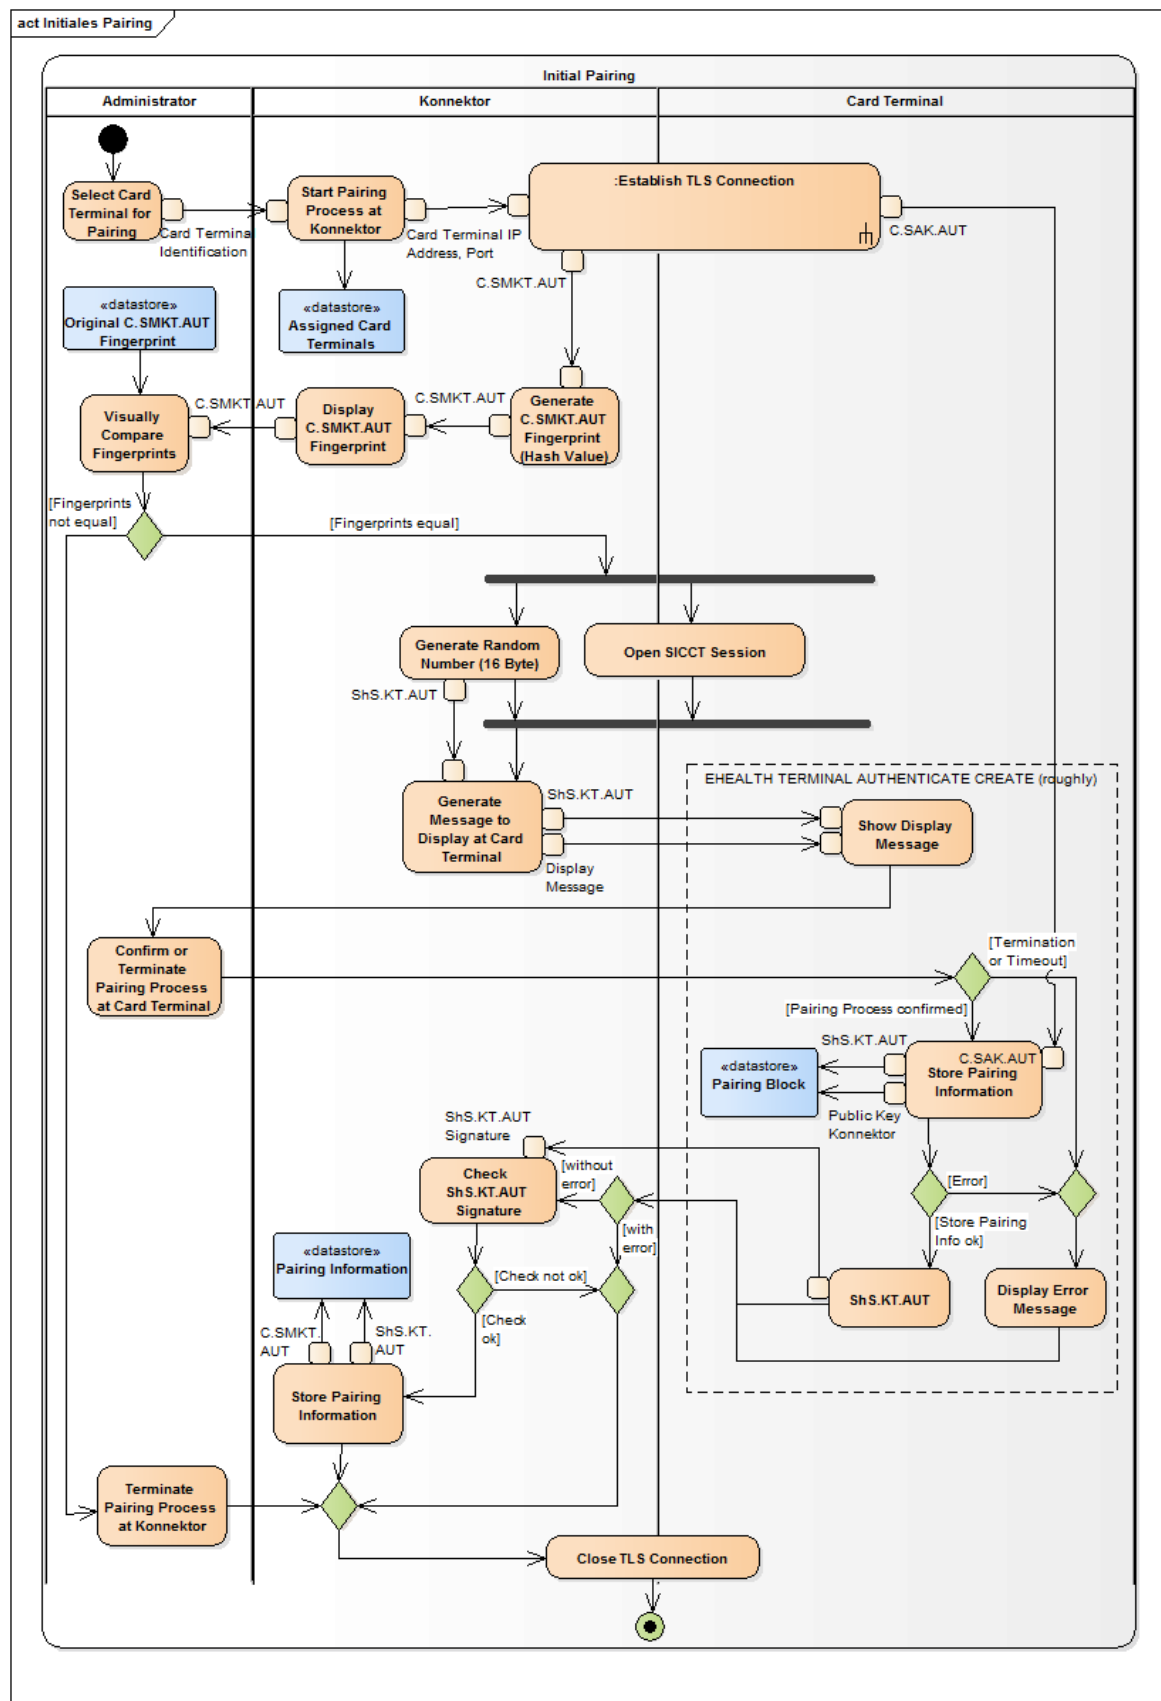 act Initiales Pairing
Initial Pairing
Administrator
Konnektor
Card Terminal
Select Card
Terminal for
Pairing
Card Terminal
Identification
Start Pairing
Process at
Konnektor
Card Terminal IP
Address, Port
:Establish TLS Connection
C.SAK.AUT
C.SMKT.AUT
«datastore»
Original C.SMKT.AUT
Fingerprint
«datastore»
Assigned Card
Terminals
Visually
Compare
Fingerprints
C.SMKT.AUT
Display
C.SMKT.AUT
Fingerprint
C.SMKT.AUT
Generate
C.SMKT.AUT
Fingerprint
(Hash Value)
[Fingerprints
not equal]
[Fingerprints equal]
Generate Random
Number (16 Byte)
Open SICCT Session
ShS.KT.AUT
EHEALTH TERMINAL AUTHENTICATE CREATE (roughly)
Generate
Message to
Display at Card
Terminal
ShS.KT.AUT
Display
Message
Show Display
Message
Confirm or
Terminate
Pairing Process
at Card Terminal
[Termination
or Timeout]
[Pairing Process confirmed]
ShS.KT.AUT
C.SAK.AUT
Store Pairing
Information
«datastore»
Pairing Block
Public Key
Konnektor
ShS.KT.AUT
Signature
Check
ShS.KT.AUT
Signature
[without
error]
[with
error]
[Error]
[Store Pairing
Info ok]
«datastore»
Pairing Information
[Check not ok]
[Check
ok]
ShS.KT.AUT
Display Error
Message
C.SMKT.
AUT
ShS.KT.
AUT
Store Pairing
Information
Terminate
Pairing Process
at Konnektor
Close TLS Connection